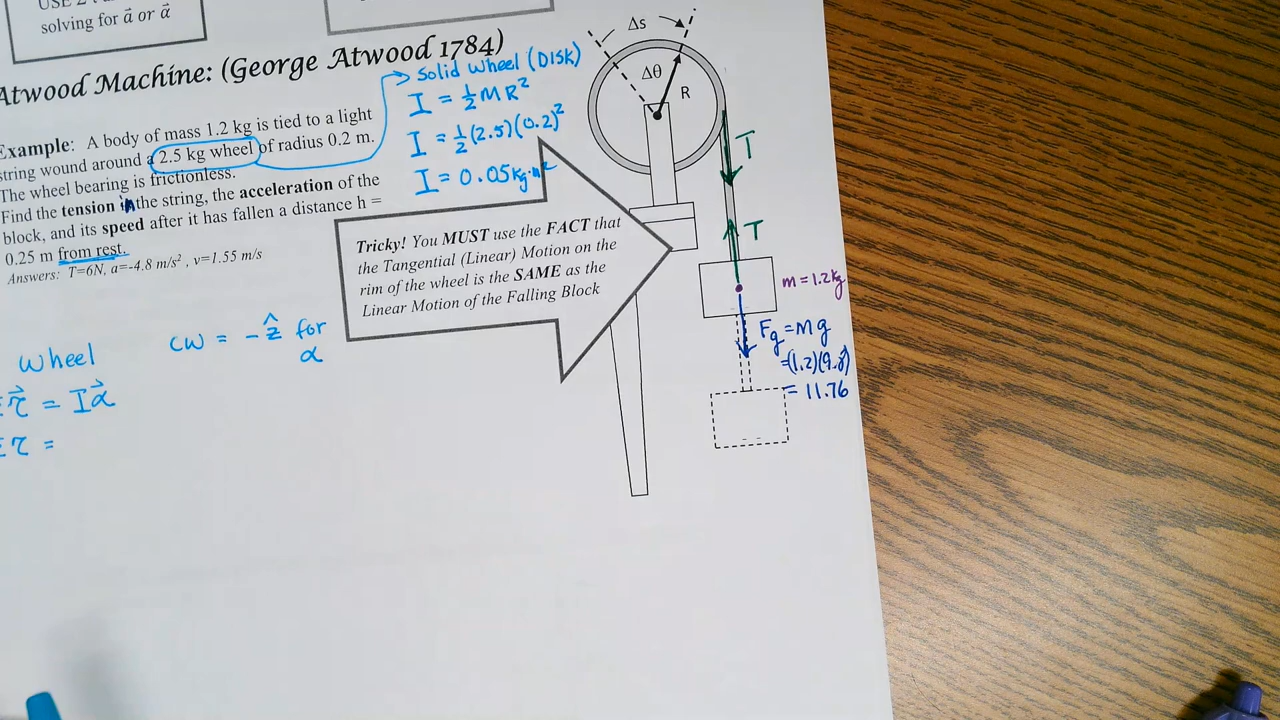 solving for a⃗ or α⃗
Atwood Machine: (George Atwood 1784)
Example: A body of mass 1.2 kg is tied to a light
string wound around a 2.5 kg wheel of radius 0.2 m.
The wheel bearing is frictionless.
Find the tension in the string, the acceleration of the
block, and its speed after it has fallen a distance h =
0.25 m from rest.
Answers: T=6N, a=-4.8 m/s², v=1.55 m/s
Solid Wheel (DISK)
I = ½MR²
I = ½(2.5)(0.2)²
I = 0.05 kg·m²
Tricky! You MUST use the FACT that
the Tangential (Linear) Motion on the
rim of the wheel is the SAME as the
Linear Motion of the Falling Block
Δs
Δθ
R
T
T
m = 1.2kg
Fg = mg
=(1.2)(9.8)
= 11.76
Wheel
CW = -ẑ for
α
Στ⃗ = Iα⃗
Στ =